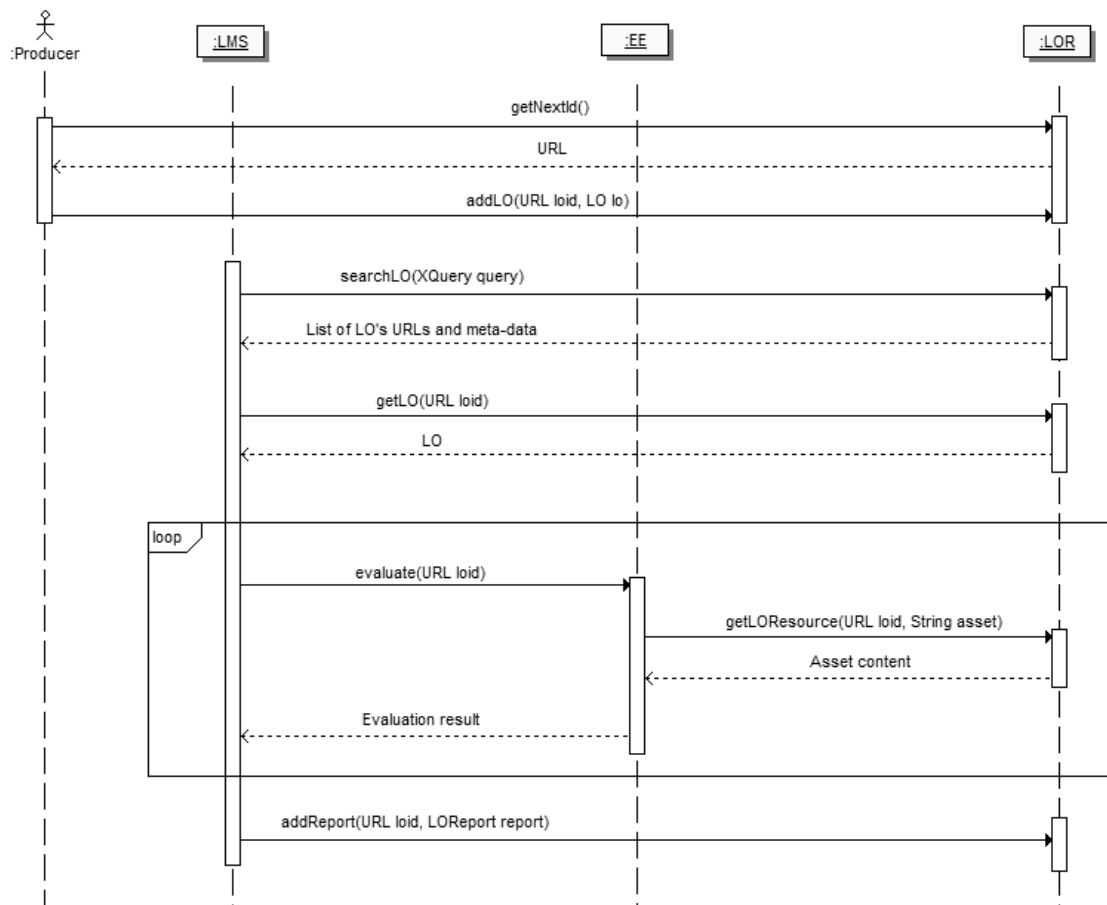 :Producer
:LMS
:EE
:LOR
getNextId()
URL
addLO(URL loid, LO lo)
searchLO(XQuery query)
List of LO's URLs and meta-data
getLO(URL loid)
LO
loop
evaluate(URL loid)
getLOResource(URL loid, String asset)
Asset content
Evaluation result
addReport(URL loid, LOReport report)